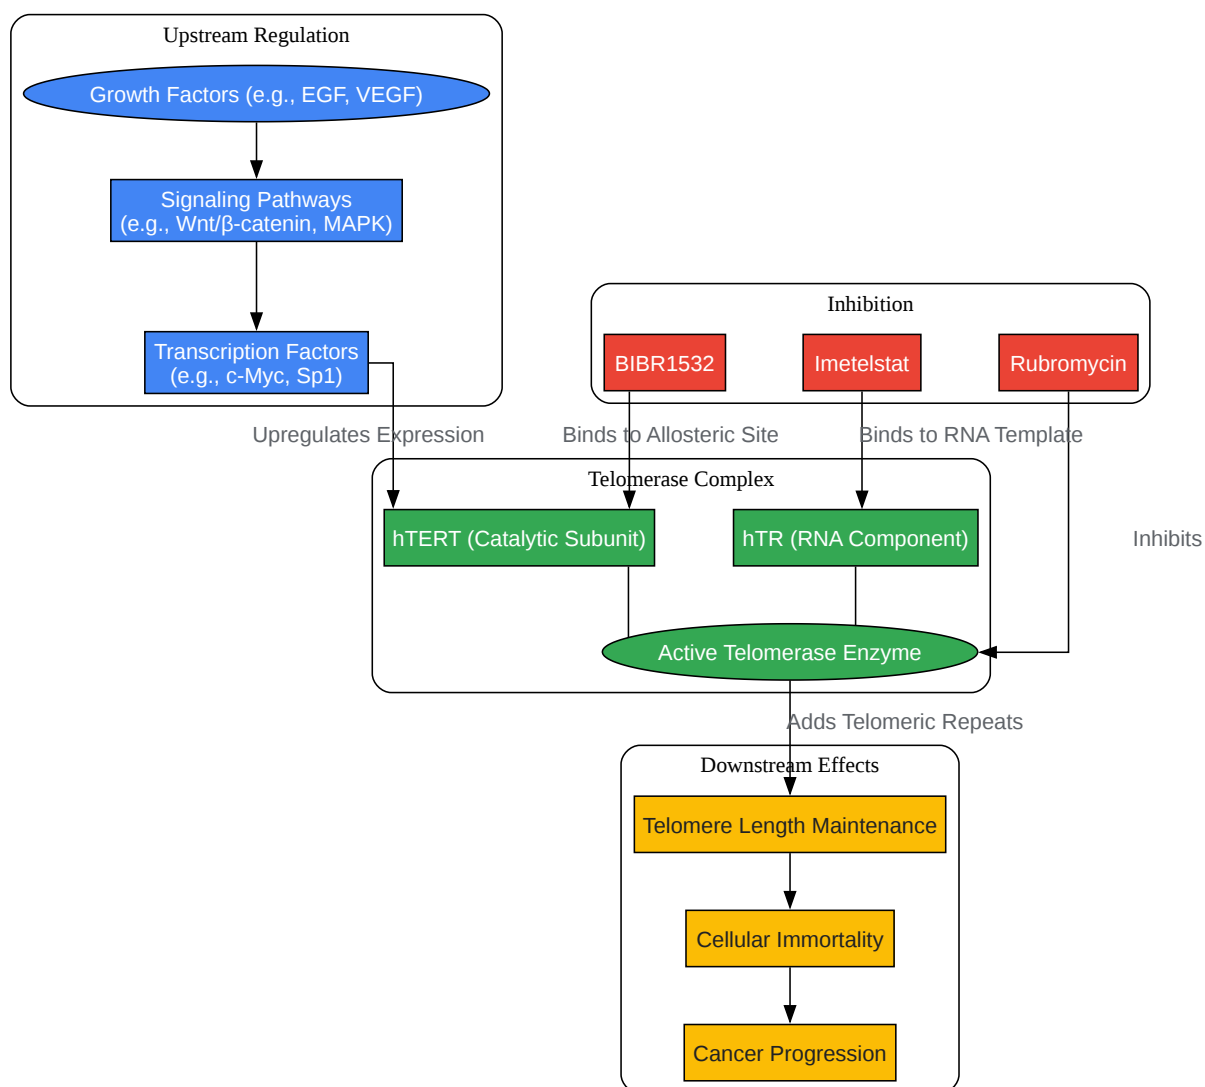 Upstream Regulation
Growth Factors (e.g., EGF, VEGF)
Signaling Pathways
(e.g., Wnt/β-catenin, MAPK)
Transcription Factors
(e.g., c-Myc, Sp1)
Inhibition
BIBR1532
Imetelstat
Rubromycin
Upregulates Expression
Binds to Allosteric Site
Binds to RNA Template
Telomerase Complex
hTERT (Catalytic Subunit)
hTR (RNA Component)
Inhibits
Active Telomerase Enzyme
Adds Telomeric Repeats
Downstream Effects
Telomere Length Maintenance
Cellular Immortality
Cancer Progression